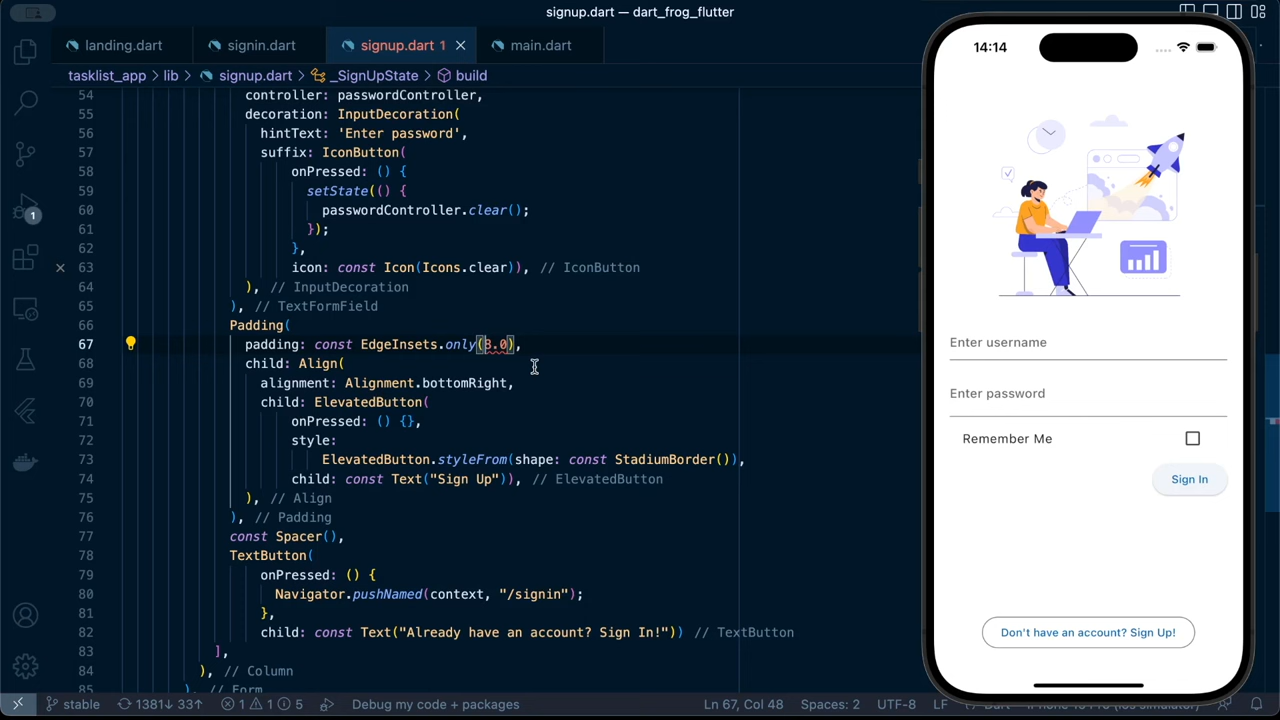 signup.dart — dart_frog_flutter
landing.dart
signin.dart
signup.dart 1
main.dart
tasklist_app > lib > signup.dart > _SignUpState > build
54 controller: passwordController,
55 decoration: InputDecoration(
56 hintText: 'Enter password',
57 suffix: IconButton(
58 onPressed: () {
59 setState(() {
60 passwordController.clear();
61 });
62 },
63 icon: const Icon(Icons.clear)), // IconButton
64 ), // InputDecoration
65 ), // TextFormField
66 Padding(
67 padding: const EdgeInsets.only(8.0),
68 child: Align(
69 alignment: Alignment.bottomRight,
70 child: ElevatedButton(
71 onPressed: () {},
72 style:
73 ElevatedButton.styleFrom(shape: const StadiumBorder()),
74 child: const Text("Sign Up")), // ElevatedButton
75 ), // Align
76 ), // Padding
77 const Spacer(),
78 TextButton(
79 onPressed: () {
80 Navigator.pushNamed(context, "/signin");
81 },
82 child: const Text("Already have an account? Sign In!")) // TextButton
83 ],
84 ), // Column
85 ), // Form
1
stable
1381↓ 33↑
1
1
5
Debug my code + packages
Ln 67, Col 48
Spaces: 2
UTF-8
LF
14:14
Enter username
Enter password
Remember Me
Sign In
Don't have an account? Sign Up!